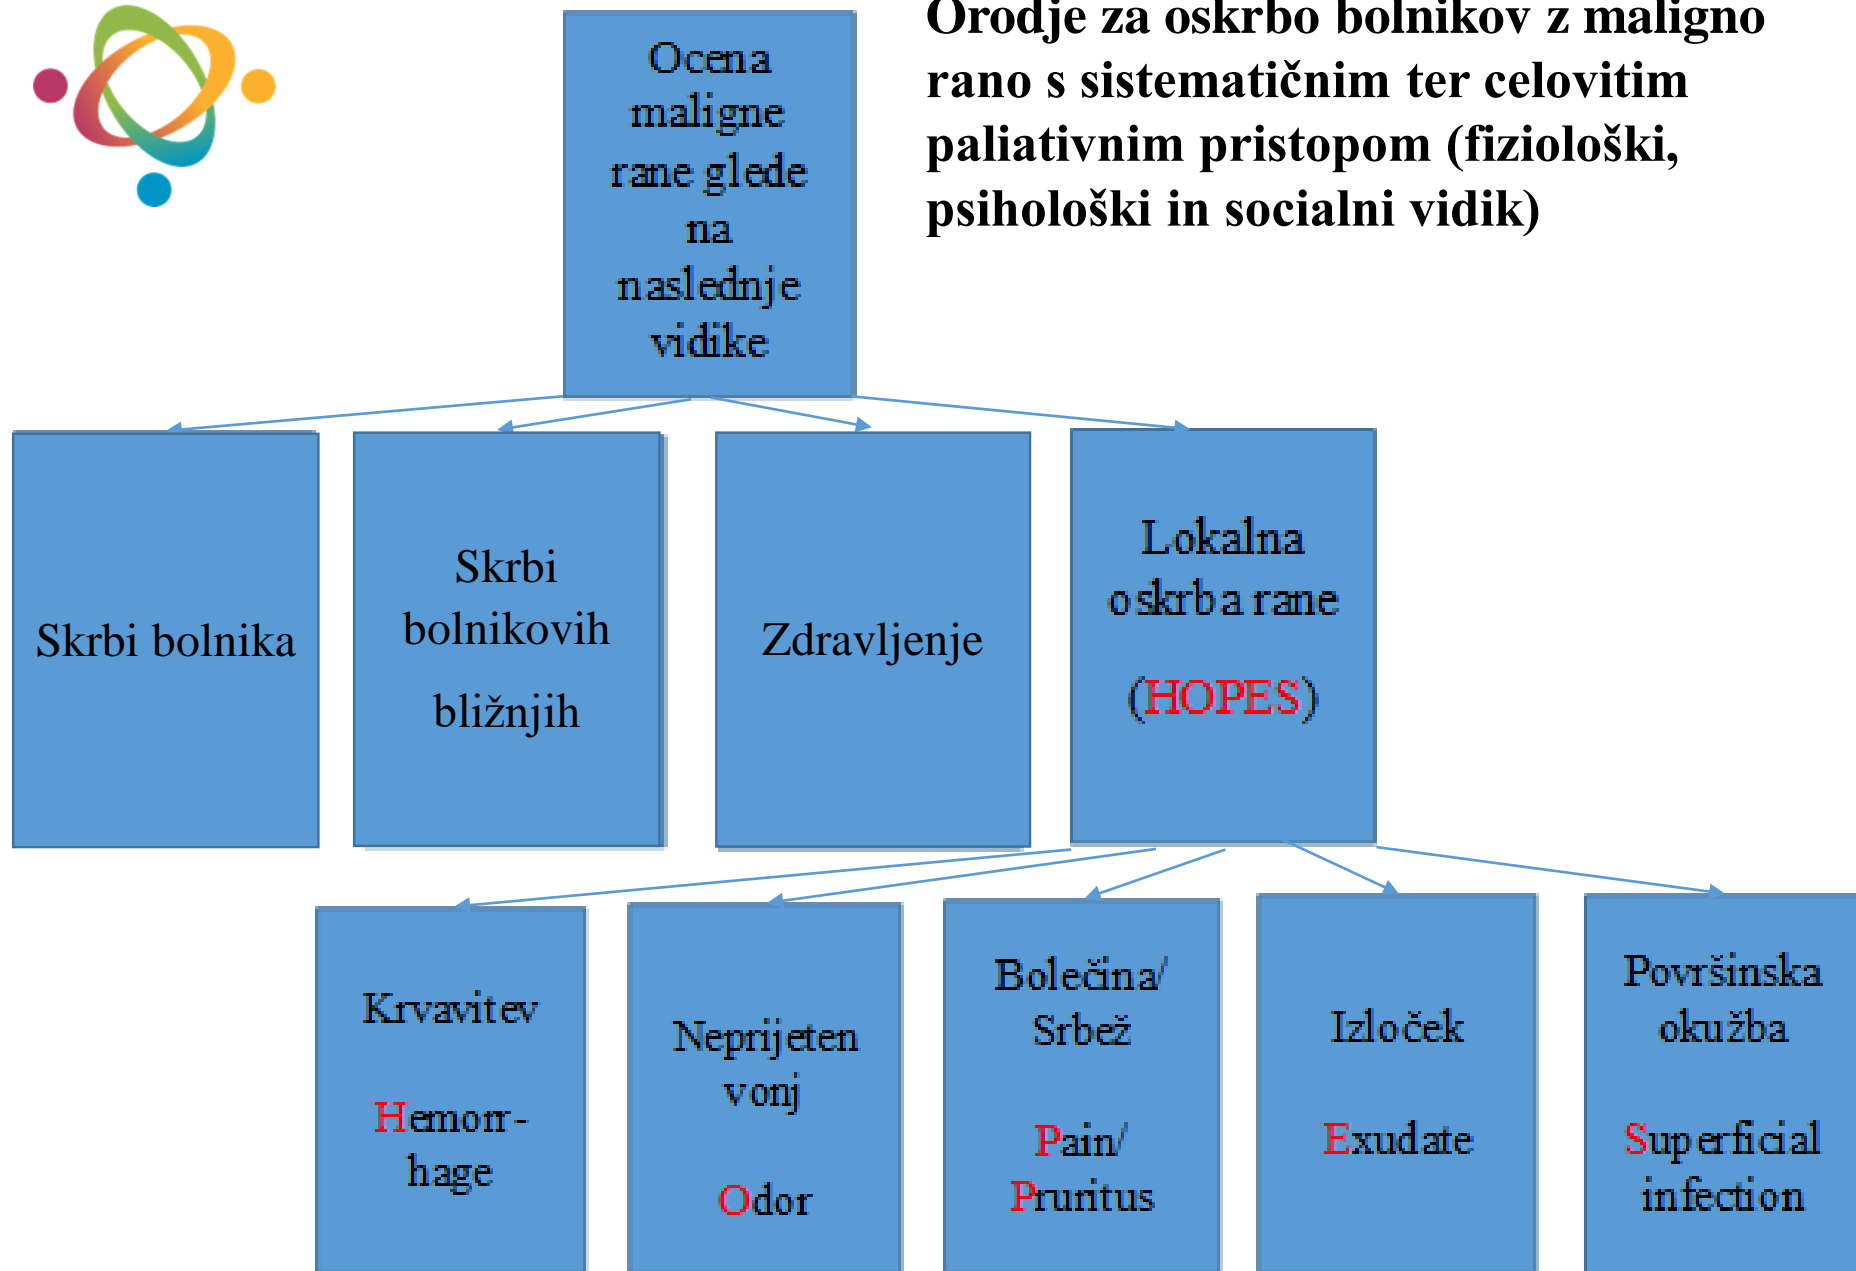 Orodje za oskrbo bolnikov z maligno
rano s sistematičnim ter celovitim
paliativnim pristopom (fiziološki,
psihološki in socialni vidik)
Ocena
maligne
rane glede
na
naslednje
vidike
Skrbi bolnika
Skrbi
bolnikovih
bližnjih
Zdravljenje
Lokalna
oskrba rane
(HOPES)
Krvavitev
Hemorr-
hage
Neprijeten
vonj
Odor
Bolečina/
Srbež
Pain/
Pruritus
Izloček
Exudate
Površinska
okužba
Superficial
infection